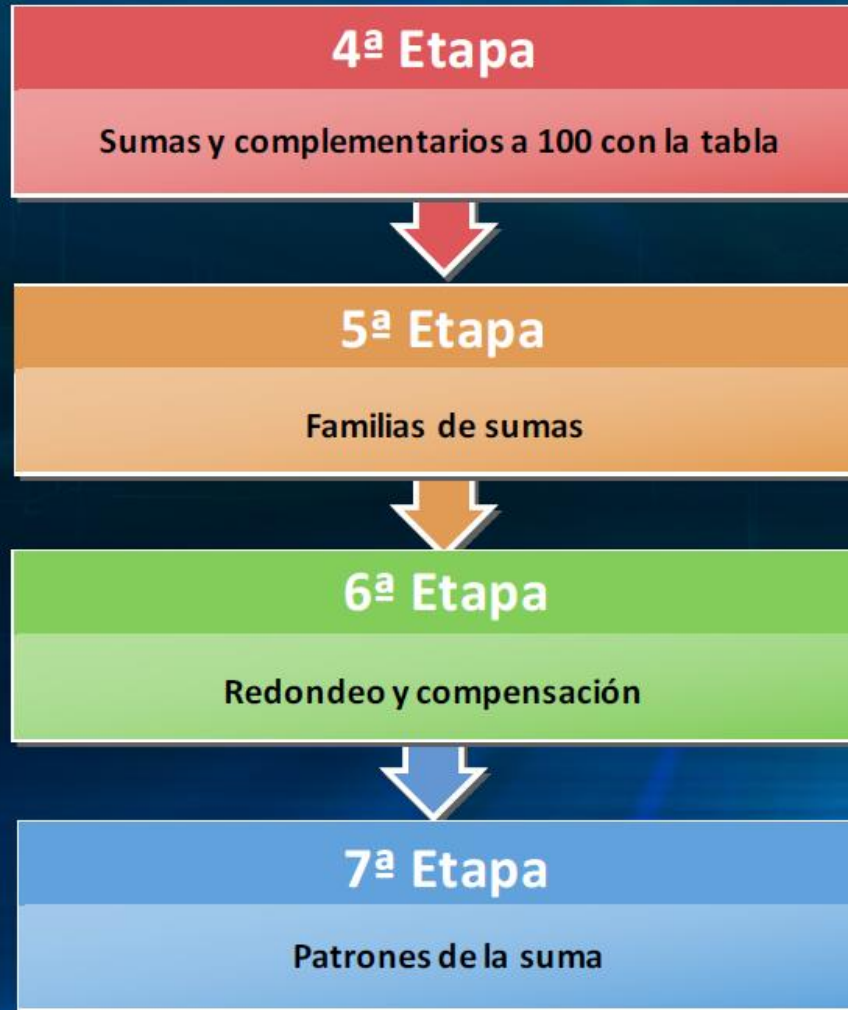 4ª Etapa
Sumas y complementarios a 100 con la tabla
5ª Etapa
Familias de sumas
6ª Etapa
Redondeo y compensación
7ª Etapa
Patrones de la suma